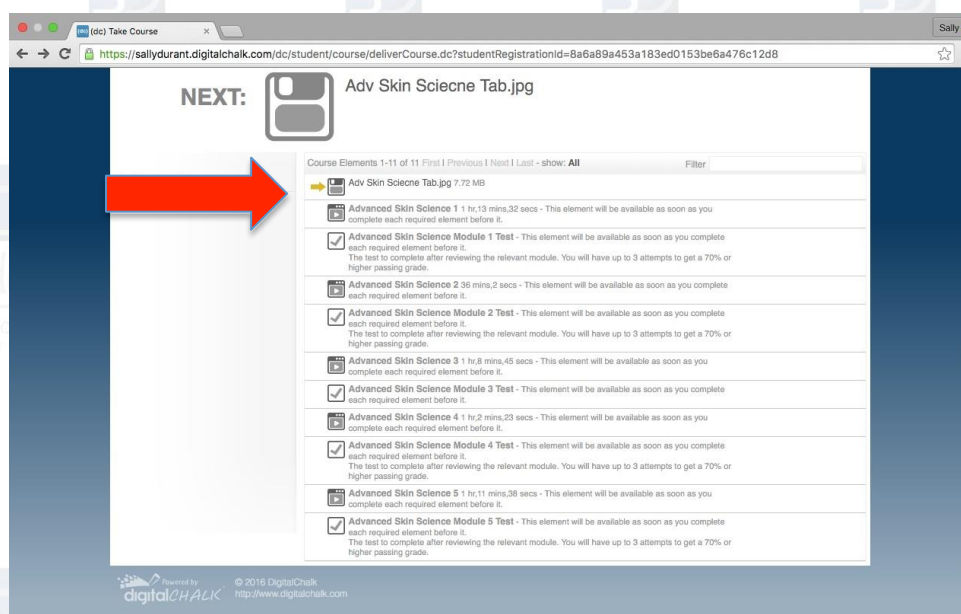 (dc) Take Course
Sally
https://sallydurant.digitalchalk.com/dc/student/course/deliverCourse.dc?studentRegistrationId=8a6a89a453a183ed0153be6a476c12d8
NEXT:
Adv Skin Sciecne Tab.jpg
Course Elements 1-11 of 11 First | Previous | Next | Last - show: All Filter
Adv Skin Sciecne Tab.jpg 7.72 MB
Advanced Skin Science 1 1 hr,13 mins,32 secs - This element will be available as soon as you
complete each required element before it.
Advanced Skin Science Module 1 Test - This element will be available as soon as you complete
each required element before it.
The test to complete after reviewing the relevant module. You will have up to 3 attempts to get a 70% or
higher passing grade.
Advanced Skin Science 2 36 mins,2 secs - This element will be available as soon as you complete
each required element before it.
Advanced Skin Science Module 2 Test - This element will be available as soon as you complete
each required element before it.
The test to complete after reviewing the relevant module. You will have up to 3 attempts to get a 70% or
higher passing grade.
Advanced Skin Science 3 1 hr,8 mins,45 secs - This element will be available as soon as you
complete each required element before it.
Advanced Skin Science Module 3 Test - This element will be available as soon as you complete
each required element before it.
Advanced Skin Science 4 1 hr,2 mins,23 secs - This element will be available as soon as you
complete each required element before it.
Advanced Skin Science Module 4 Test - This element will be available as soon as you complete
each required element before it.
The test to complete after reviewing the relevant module. You will have up to 3 attempts to get a 70% or
higher passing grade.
Advanced Skin Science 5 1 hr,11 mins,38 secs - This element will be available as soon as you
complete each required element before it.
Advanced Skin Science Module 5 Test - This element will be available as soon as you complete
each required element before it.
The test to complete after reviewing the relevant module. You will have up to 3 attempts to get a 70% or
higher passing grade.
Powered by
digitalCHALK
© 2016 DigitalChalk
http://www.digitalchalk.com